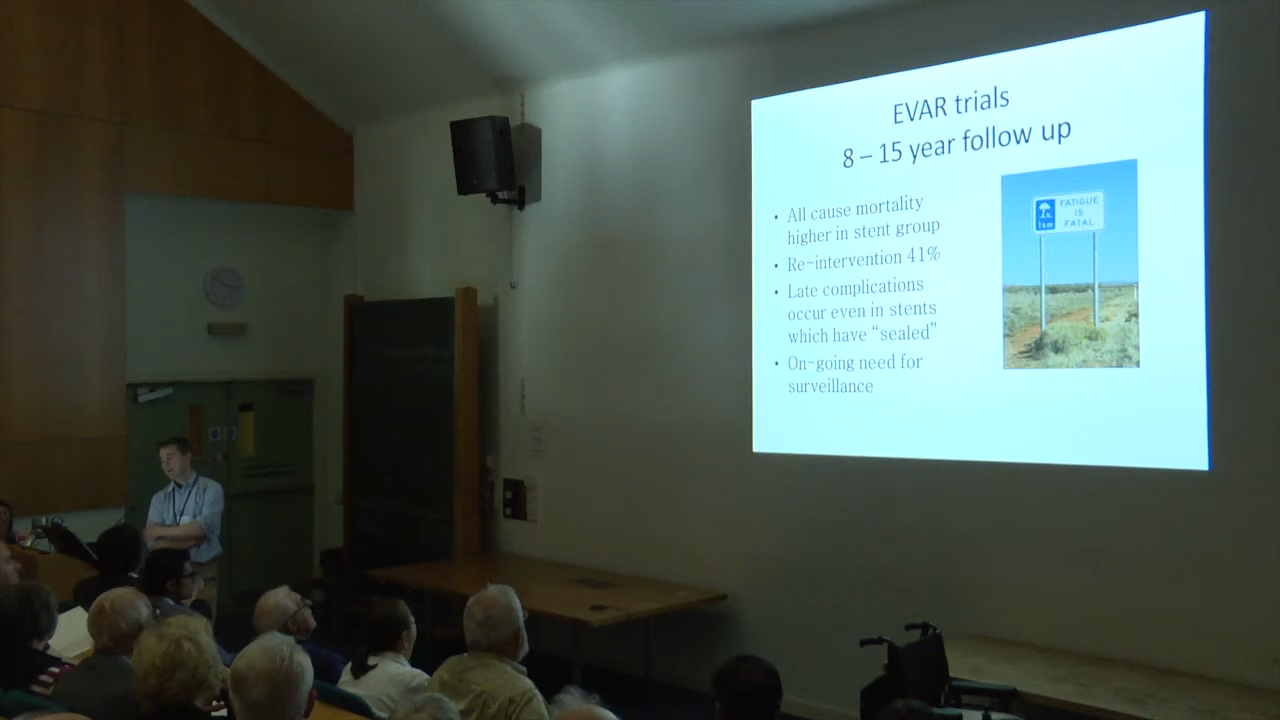 EVAR trials
8 – 15 year follow up
• All cause mortality
higher in stent group
• Re-intervention 41%
• Late complications
occur even in stents
which have “sealed”
• On-going need for
surveillance
FATIGUE
IS
FATAL
1km